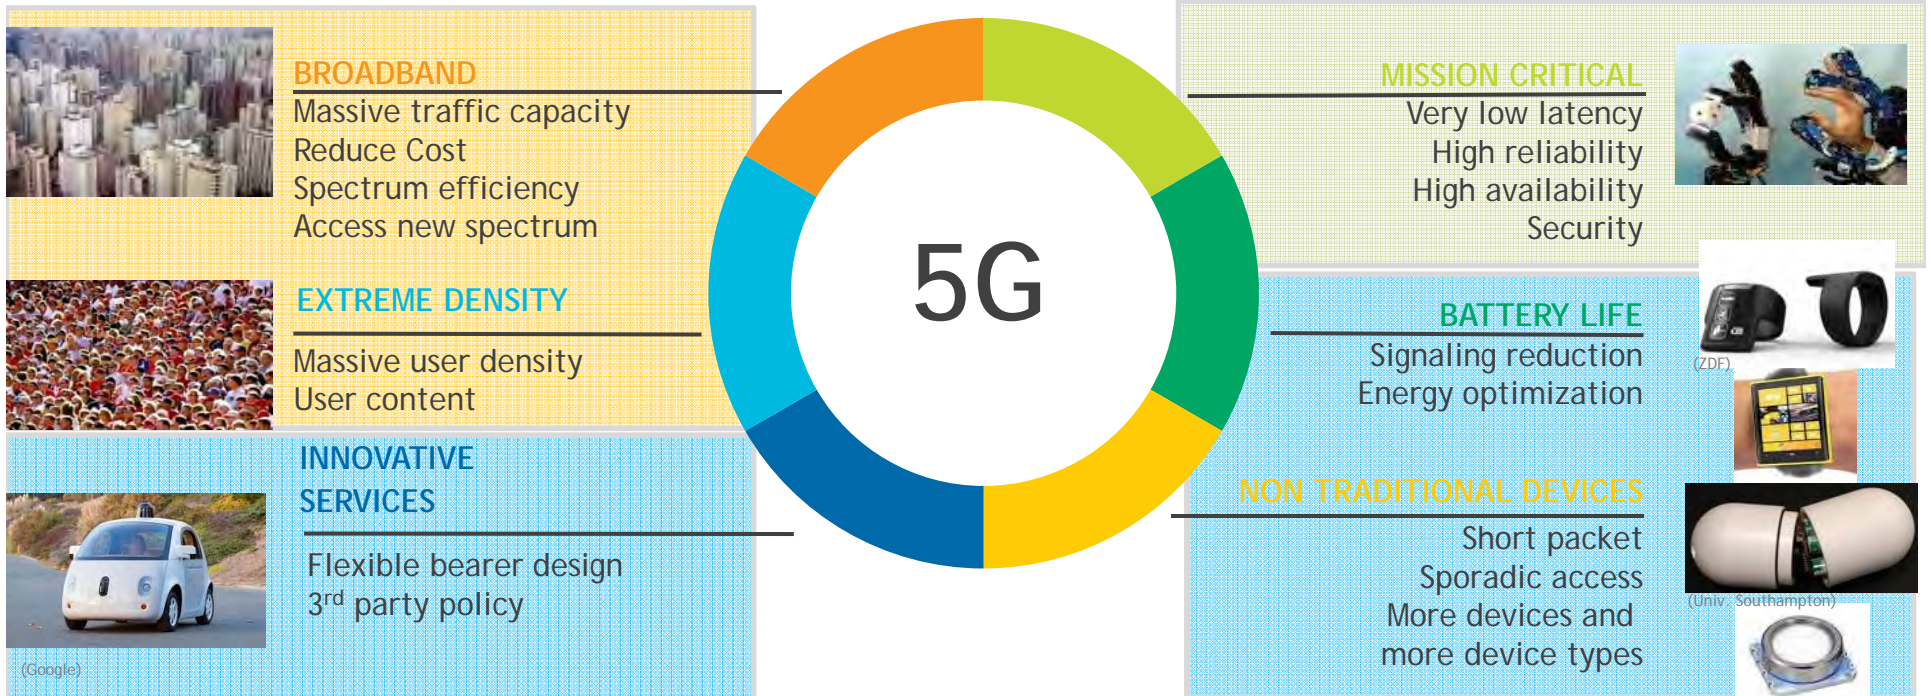 BROADBAND
Massive traffic capacity
Reduce Cost
Spectrum efficiency
Access new spectrum
EXTREME DENSITY
Massive user density
User content
INNOVATIVE
SERVICES
Flexible bearer design
3rd party policy
(Google)
5G
MISSION CRITICAL
Very low latency
High reliability
High availability
Security
BATTERY LIFE
Signaling reduction
Energy optimization
(ZDF)
NON TRADITIONAL DEVICES
Short packet
Sporadic access
More devices and
more device types
(Univ. Southampton)